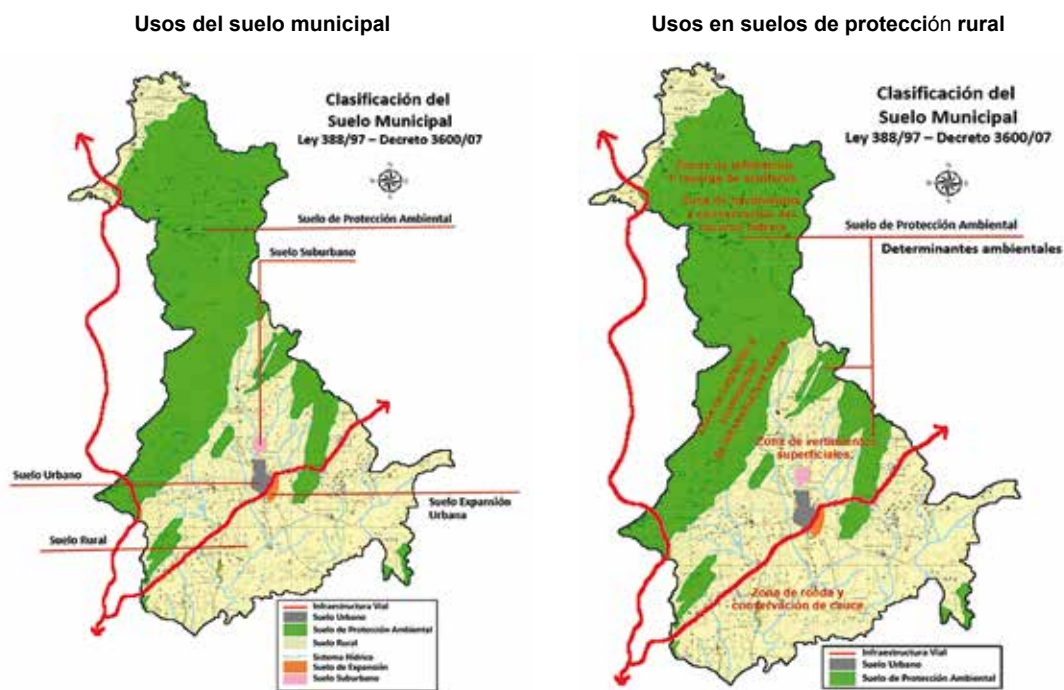 Usos del suelo municipal
Clasificación del
Suelo Municipal
Ley 388/97 – Decreto 3600/07
Suelo de Protección Ambiental
Suelo Suburbano
Suelo Urbano
Suelo Expansión
Urbana
Suelo Rural
Infraestructura Vial
Suelo Urbano
Suelo de Protección Ambiental
Suelo Rural
Sistema Hídrico
Suelo de Expansión
Suelo Suburbano
Usos en suelos de protección rural
Clasificación del
Suelo Municipal
Ley 388/97 – Decreto 3600/07
Suelo de Protección Ambiental
Determinantes ambientales
Zona de vertimientos
superficiales.
Zona de ronda y
conservación de cauce
Infraestructura Vial
Suelo Urbano
Suelo de Protección Ambiental